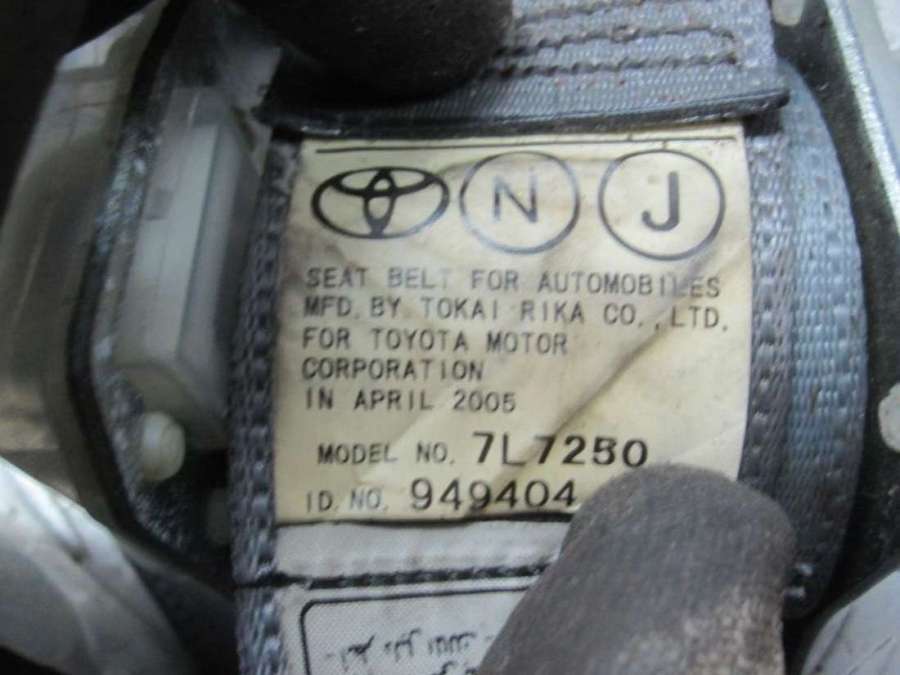 N J
SEAT BELT FOR AUTOMOBILES
MFD. BY TOKAI RIKA CO., LTD.
FOR TOYOTA MOTOR
CORPORATION
IN APRIL 2005
MODEL NO. 7L7250
ID. NO. 949404